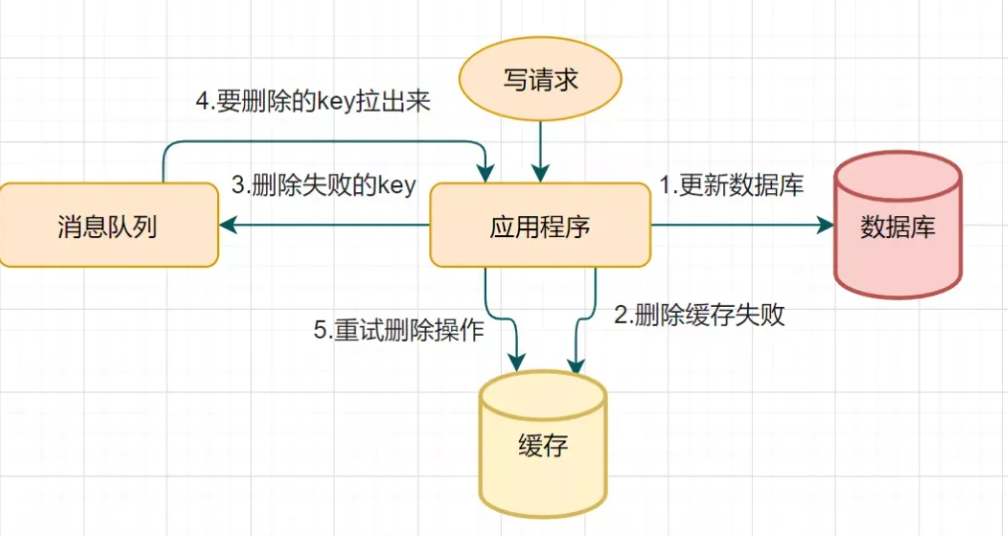 写请求
4.要删除的key拉出来
3.删除失败的key
1.更新数据库
消息队列
应用程序
数据库
5.重试删除操作
2.删除缓存失败
缓存